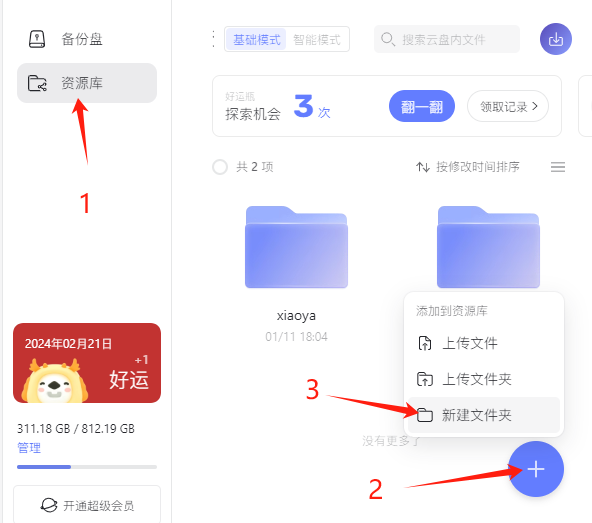 备份盘
资源库
1
2024年02月21日
+1
好运
311.18 GB / 812.19 GB
管理
开通超级会员
基础模式 智能模式
搜索云盘内文件
好运瓶
探索机会 3 次
翻一翻
领取记录
共 2 项
按修改时间排序
xiaoya
01/11 18:04
添加到资源库
上传文件
上传文件夹
3
新建文件夹
没有更多了
2